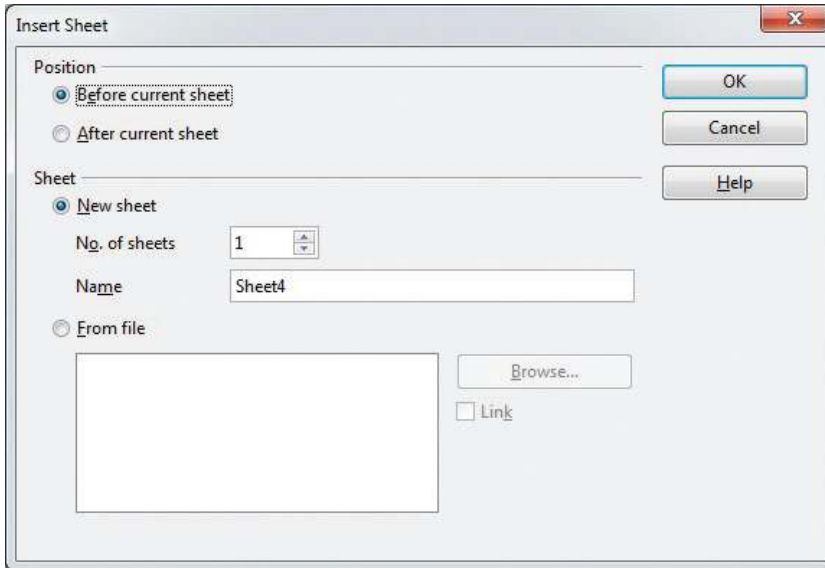 Insert Sheet
Position
Before current sheet
After current sheet
OK
Cancel
Help
Sheet
New sheet
No. of sheets 1
Name Sheet4
From file
Browse...
Link